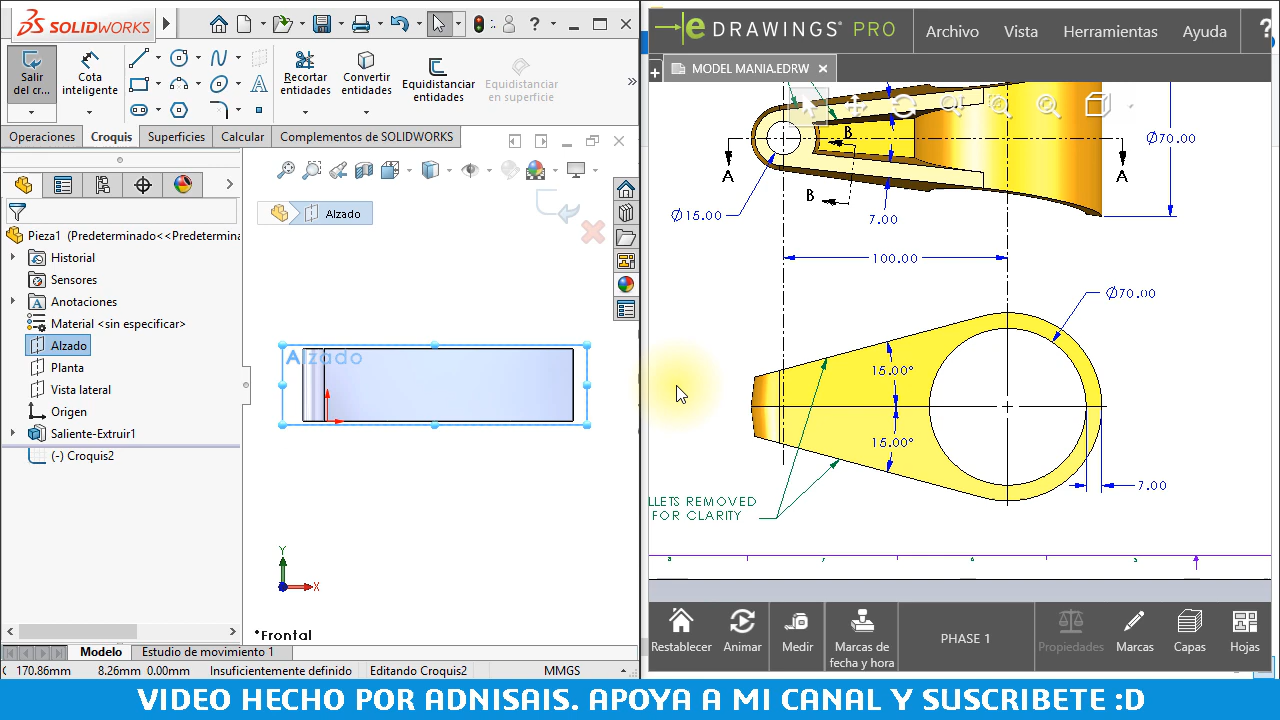 SOLIDWORKS
?
Salir
del cr...
Cota
inteligente
Recortar
entidades
Convertir
entidades
Equidistanciar
entidades
Equidistanciar
en superficie
Operaciones
Croquis
Superficies
Calcular
Complementos de SOLIDWORKS
Alzado
Pieza1 (Predeterminado<<Predetermina
Historial
Sensores
Anotaciones
Material <sin especificar>
Alzado
Planta
Vista lateral
Origen
Saliente-Extruir1
(-) Croquis2
Alzado
Y
X
*Frontal
Modelo
Estudio de movimiento 1
170.86mm
8.26mm 0.00mm
Insuficientemente definido
Editando Croquis2
MMGS
eDRAWINGS® PRO
Archivo
Vista
Herramientas
Ayuda
?
MODEL MANIA.EDRW
B
A
A
B
Ø70.00
Ø15.00
7.00
100.00
Ø70.00
15.00°
15.00°
7.00
LLETS REMOVED
FOR CLARITY
8
7
6
5
Restablecer
Animar
Medir
Marcas de
fecha y hora
PHASE 1
Propiedades
Marcas
Capas
Hojas
VIDEO HECHO POR ADNISAIS. APOYA A MI CANAL Y SUSCRIBETE :D